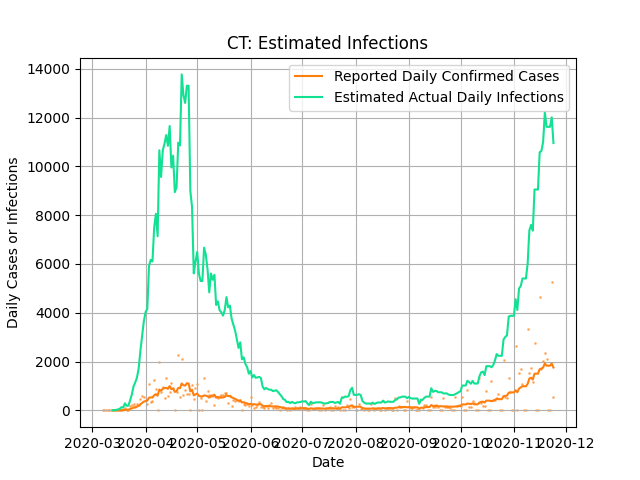 CT: Estimated Infections
Reported Daily Confirmed Cases
Estimated Actual Daily Infections
Daily Cases or Infections
14000
12000
10000
8000
6000
4000
2000
0
2020-03 2020-04 2020-05 2020-06 2020-07 2020-08 2020-09 2020-10 2020-11 2020-12
Date